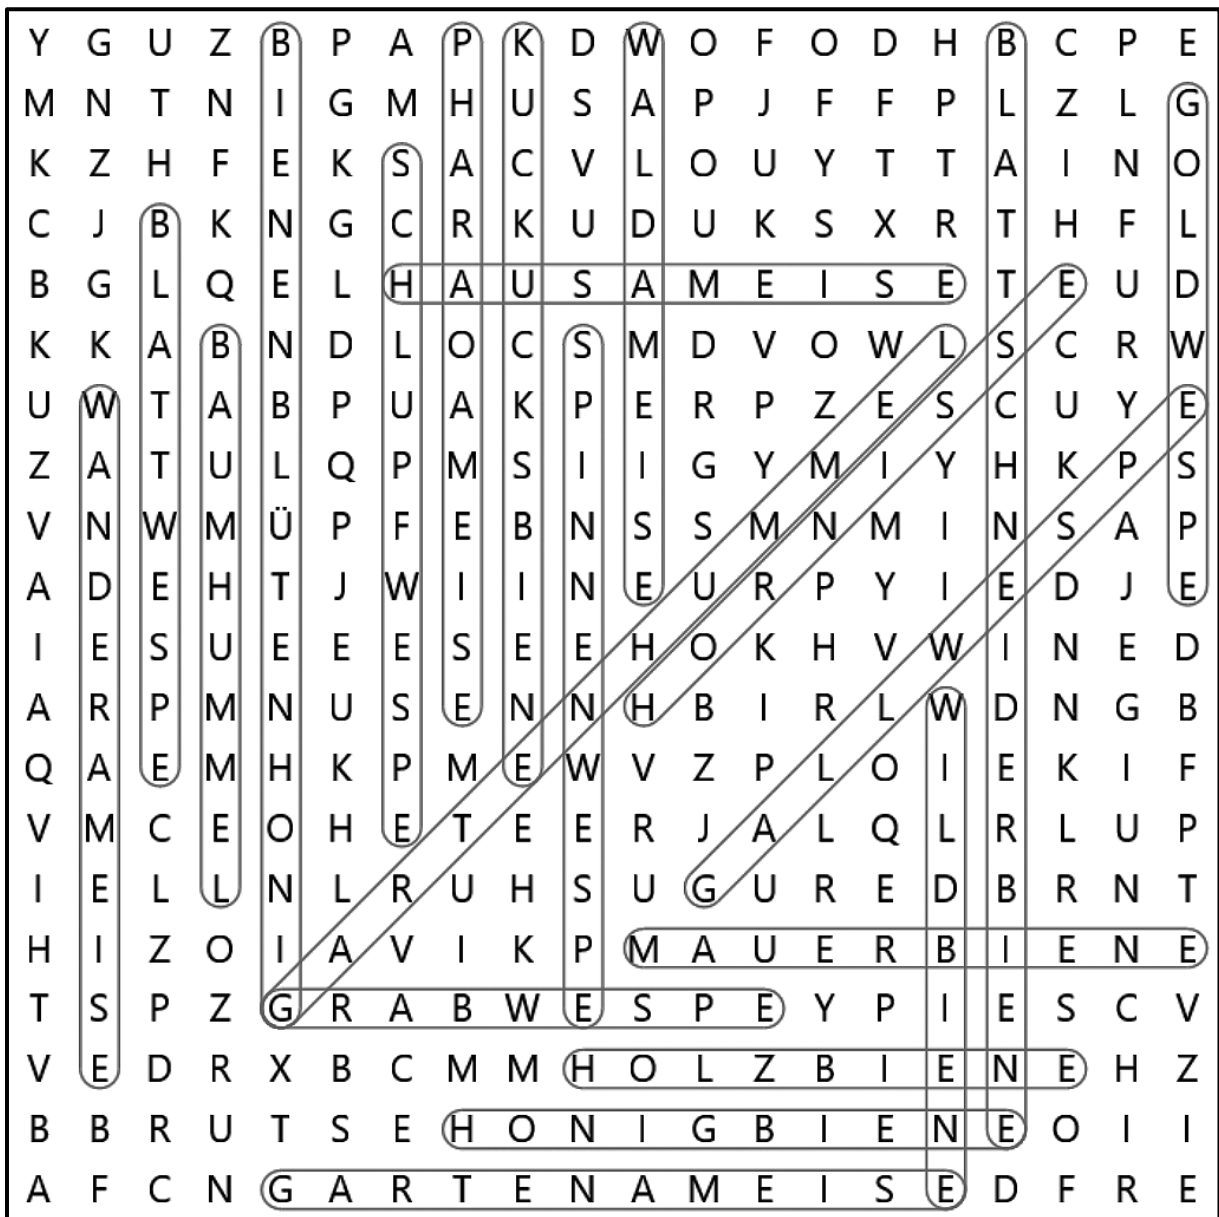 Y G U Z B P A P K D W O F O D H B C P E
M N T N I G M H U S A P J F F P L Z L G
K Z H F E K S A C V L O U Y T T A I N O
C J B K N G C R K U D U K S X R T H F L
B G L Q E L H A U S A M E I S E T E U D
K K A B N D L O C S M D V O W L S C R W
U W T A B P U A K P E R P Z E S C U Y E
Z A T U L Q P M S I I G Y M I Y H K P S
V N W M Ü P F E B N S S M N M I N S A P
A D E H T J W I I N E U R P Y I E D J E
I E S U E E E S E E H O K H V W I N E D
A R P M N U S E N N H B I R L W D N G B
Q A E M H K P M E W V Z P L O I E K I F
V M C E O H E T E E R J A L Q L R L U P
I E L L N L R U H S U G U R E D B R N T
H I Z O I A V I K P M A U E R B I E N E
T S P Z G R A B W E S P E Y P I E S C V
V E D R X B C M M H O L Z B I E N E H Z
B B R U T S E H O N I G B I E N E O I I
A F C N G A R T E N A M E I S E D F R E